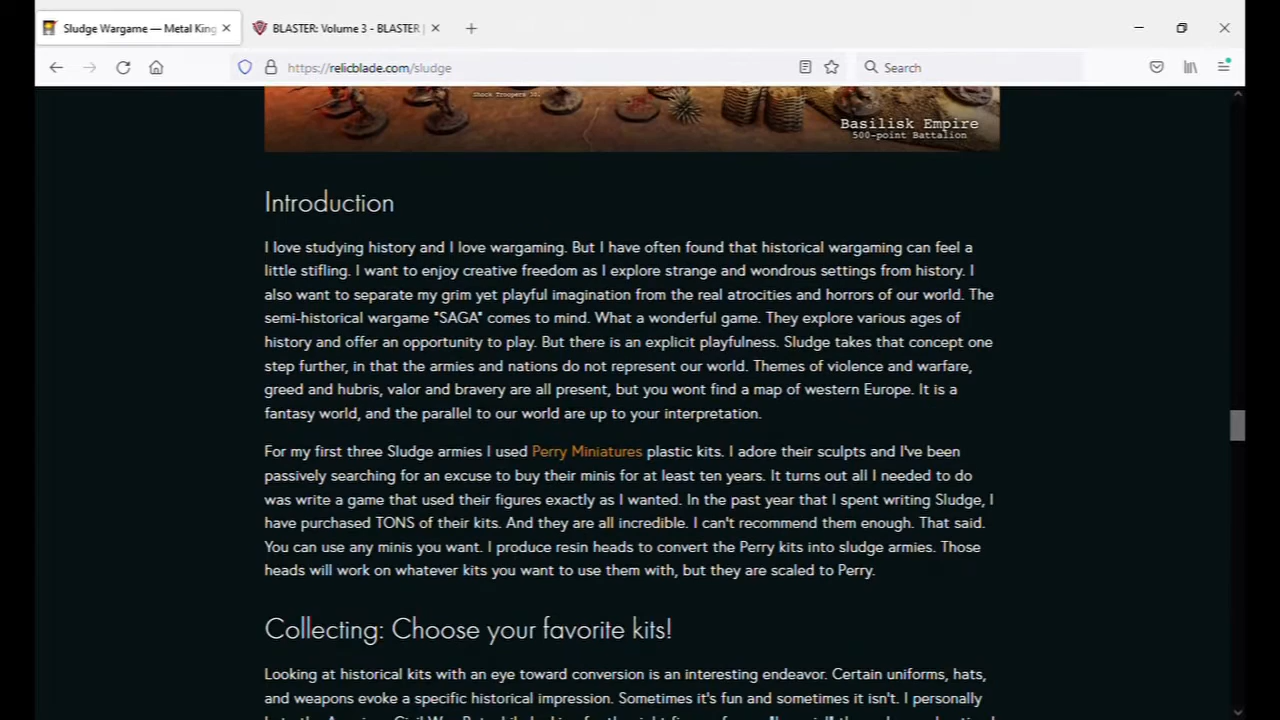 Sludge Wargame — Metal King
BLASTER: Volume 3 - BLASTER |
https://relicblade.com/sludge
Search
Shock Troopers
Basilisk Empire
500-point Battalion
Introduction
I love studying history and I love wargaming. But I have often found that historical wargaming can feel a
little stifling. I want to enjoy creative freedom as I explore strange and wondrous settings from history. I
also want to separate my grim yet playful imagination from the real atrocities and horrors of our world. The
semi-historical wargame "SAGA" comes to mind. What a wonderful game. They explore various ages of
history and offer an opportunity to play. But there is an explicit playfulness. Sludge takes that concept one
step further, in that the armies and nations do not represent our world. Themes of violence and warfare,
greed and hubris, valor and bravery are all present, but you wont find a map of western Europe. It is a
fantasy world, and the parallel to our world are up to your interpretation.
For my first three Sludge armies I used Perry Miniatures plastic kits. I adore their sculpts and I've been
passively searching for an excuse to buy their minis for at least ten years. It turns out all I needed to do
was write a game that used their figures exactly as I wanted. In the past year that I spent writing Sludge, I
have purchased TONS of their kits. And they are all incredible. I can't recommend them enough. That said.
You can use any minis you want. I produce resin heads to convert the Perry kits into sludge armies. Those
heads will work on whatever kits you want to use them with, but they are scaled to Perry.
Collecting: Choose your favorite kits!
Looking at historical kits with an eye toward conversion is an interesting endeavor. Certain uniforms, hats,
and weapons evoke a specific historical impression. Sometimes it's fun and sometimes it isn't. I personally